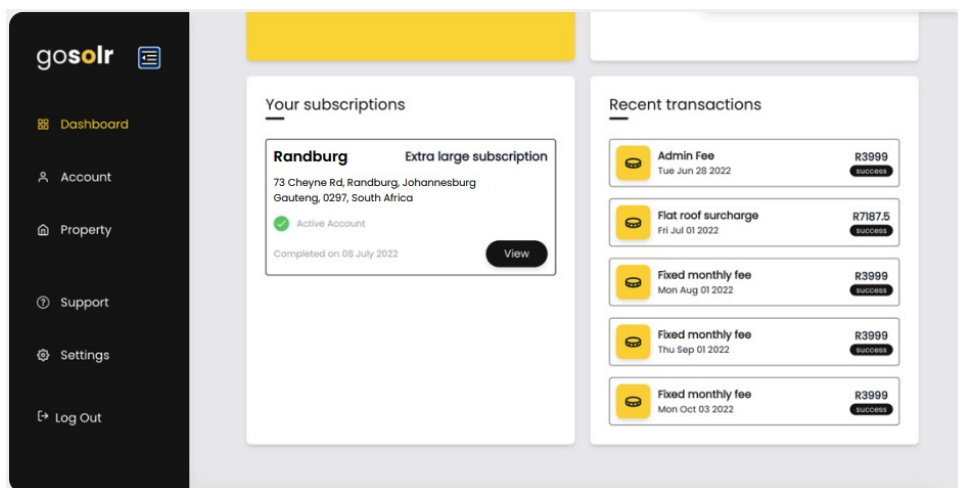 gosolr
Dashboard
Account
Property
Support
Settings
Log Out
Your subscriptions
Randburg Extra large subscription
73 Cheyne Rd, Randburg, Johannesburg
Gauteng, 0297, South Africa
Active Account
Completed on 08 July 2022 View
Recent transactions
Admin Fee R3999
Tue Jun 28 2022 success
Flat roof surcharge R7187.5
Fri Jul 01 2022 success
Fixed monthly fee R3999
Mon Aug 01 2022 success
Fixed monthly fee R3999
Thu Sep 01 2022 success
Fixed monthly fee R3999
Mon Oct 03 2022 success